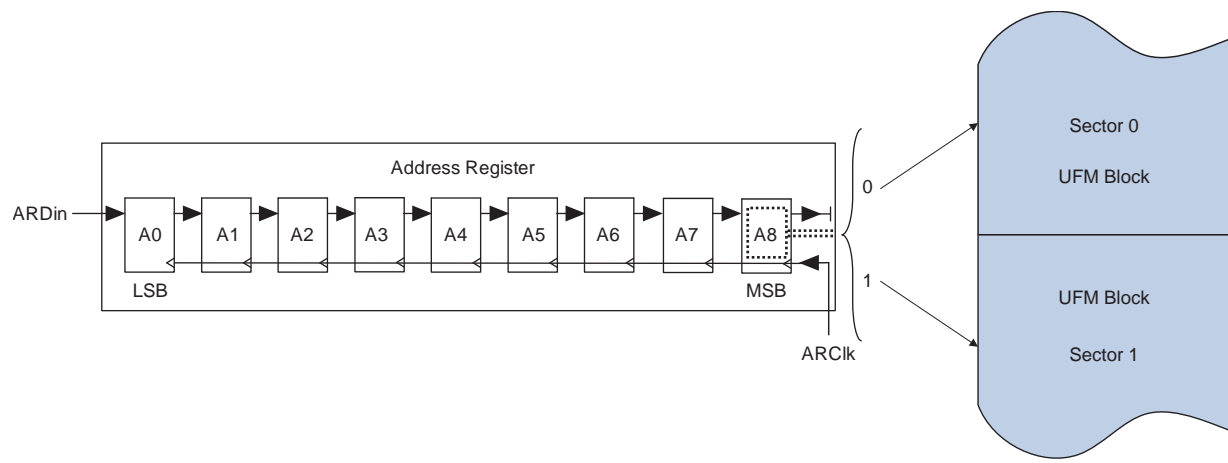 Address Register
ARDin
A0
A1
A2
A3
A4
A5
A6
A7
A8
LSB
MSB
ARClk
0
1
Sector 0
UFM Block
UFM Block
Sector 1